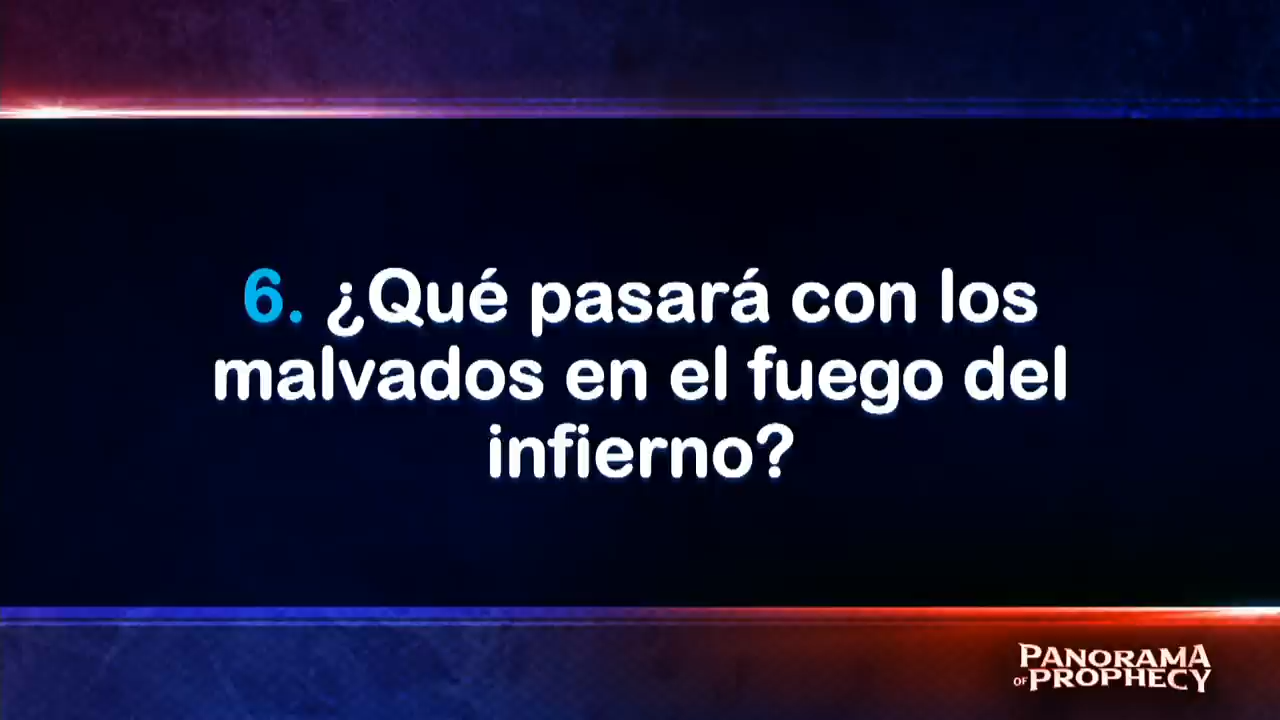 6. ¿Qué pasará con los
malvados en el fuego del
infierno?
PANORAMA
OF PROPHECY